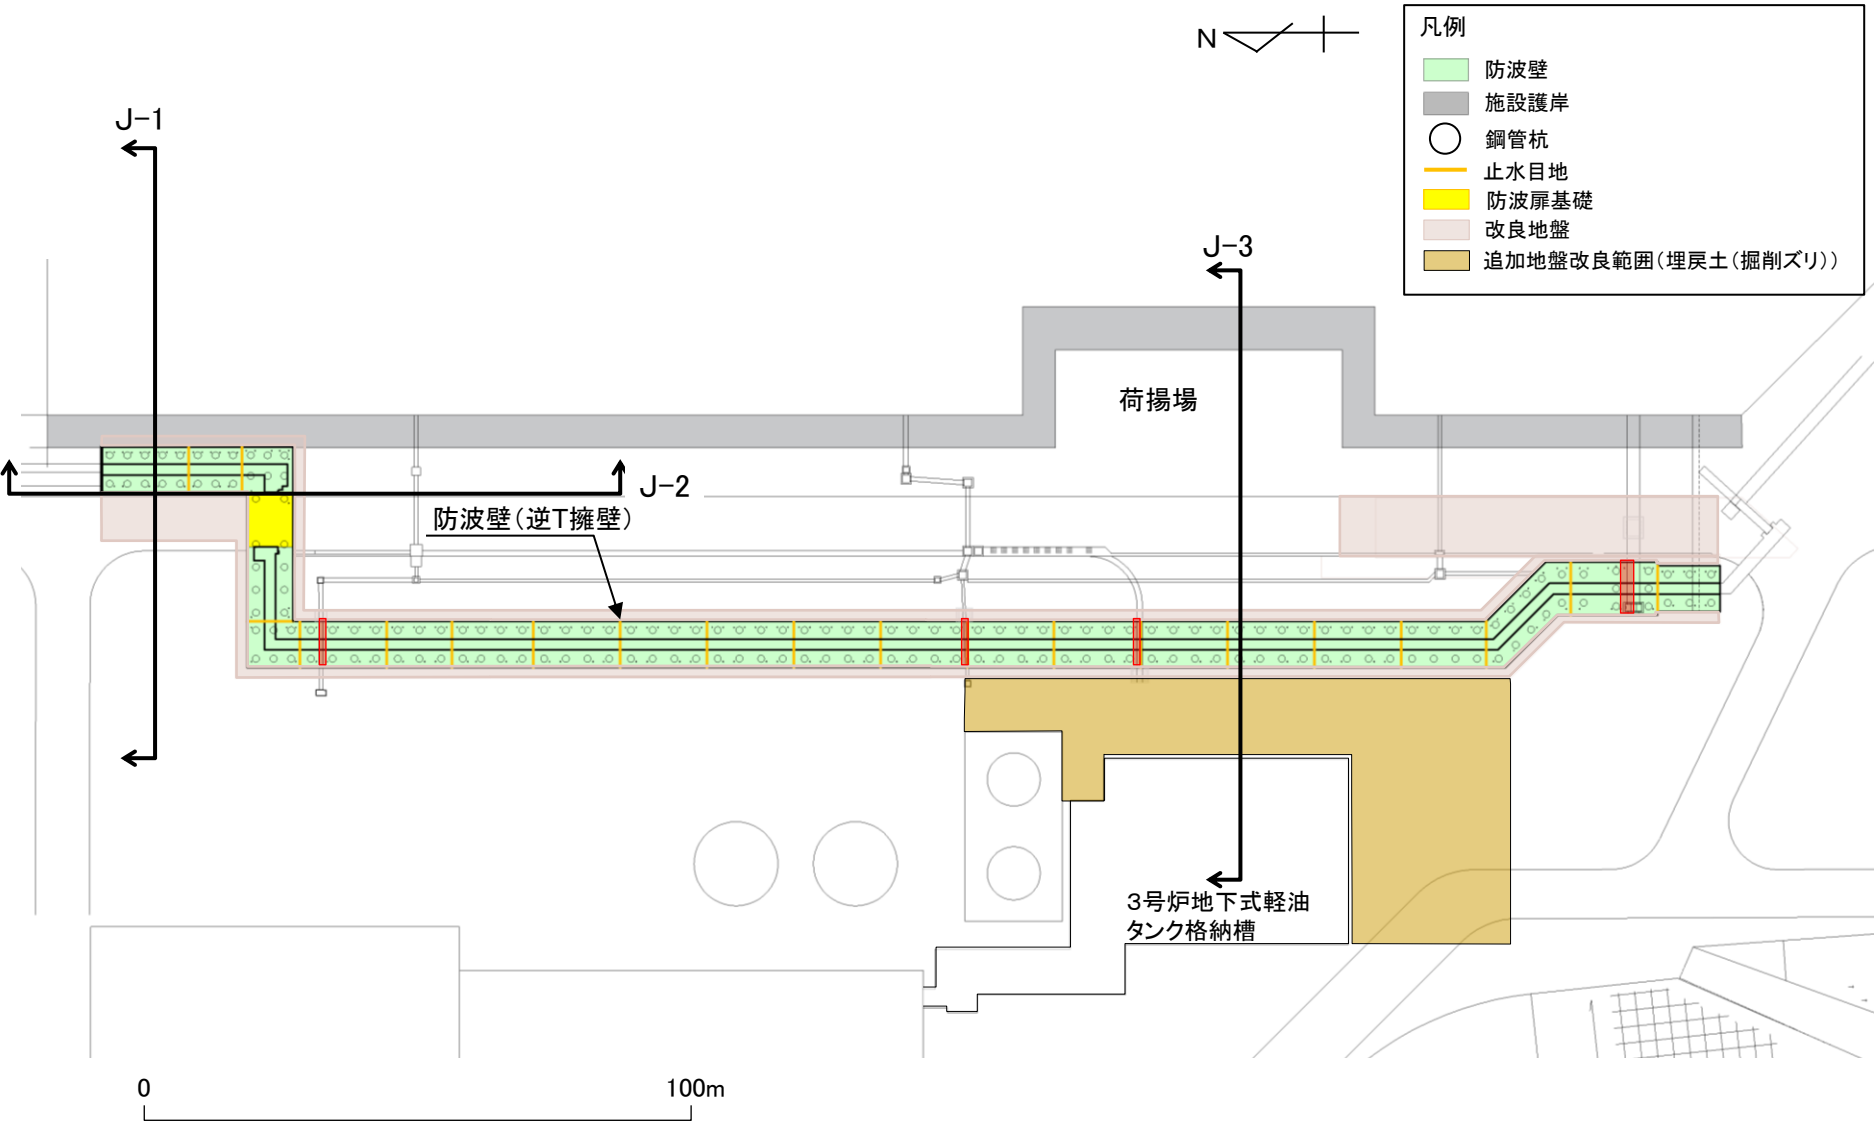 N
凡例
防波壁
施設護岸
鋼管杭
止水目地
防波扉基礎
改良地盤
追加地盤改良範囲(埋戻土(掘削ズリ))
J-1
J-3
荷揚場
J-2
防波壁(逆T擁壁)
3号炉地下式軽油
タンク格納槽
0
100m